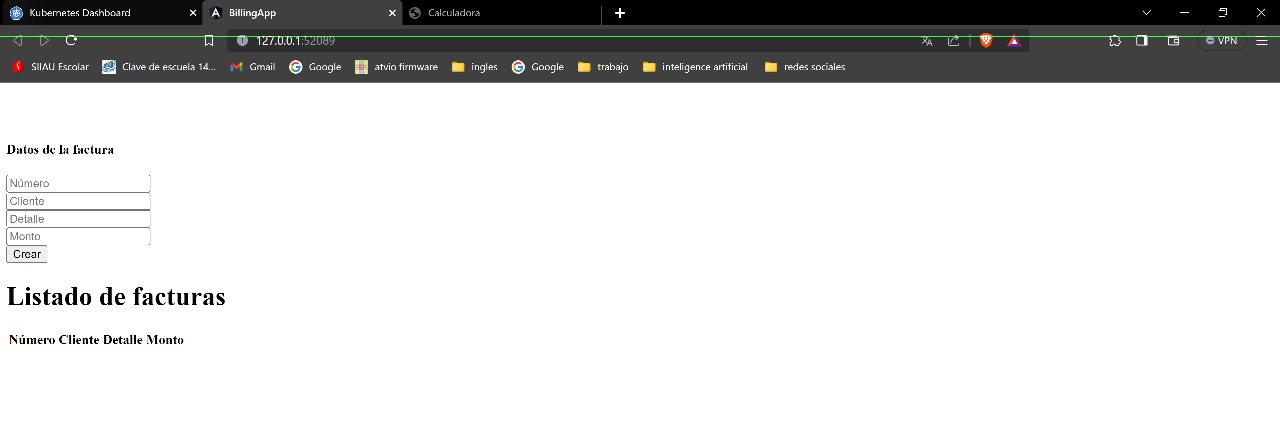 Kubernetes Dashboard
BillingApp
Calculadora
127.0.0.1:52089
VPN
SIIAU Escolar
Clave de escuela 14...
Gmail
Google
atvio firmware
ingles
Google
trabajo
inteligence artificial
redes sociales
Datos de la factura
Número
Cliente
Detalle
Monto
Crear
Listado de facturas
Número Cliente Detalle Monto